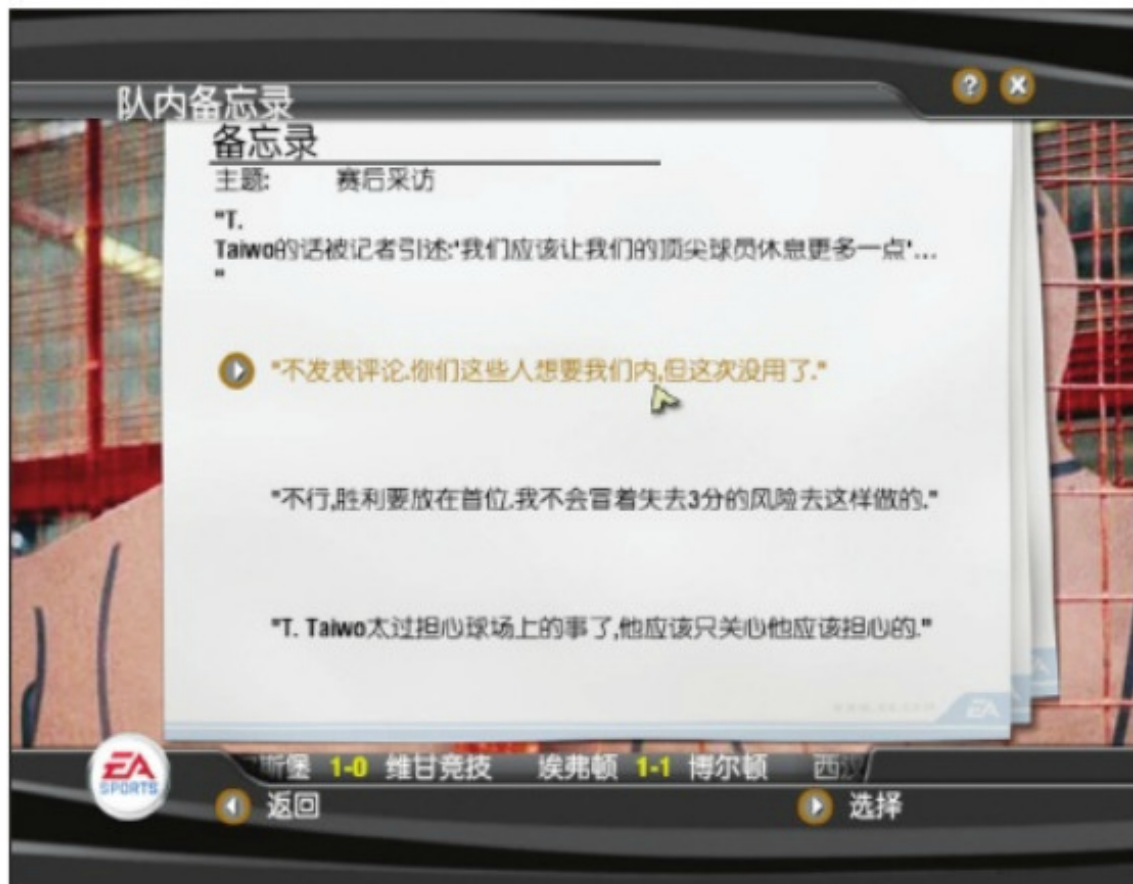 队内备忘录
备忘录
主题: 赛后采访
"T.
Taiwo的话被记者引述:'我们应该让我们的顶尖球员休息更多一点'...
"
"不发表评论.你们这些人想要我们内,但这次没用了."
"不行,胜利要放在首位.我不会冒着失去3分的风险去这样做的."
"T. Taiwo太过担心球场上的事了,他应该只关心他应该担心的."
EA
EA
SPORTS
堡 1-0 维甘竞技 埃弗顿 1-1 博尔顿 西汉
返回
选择